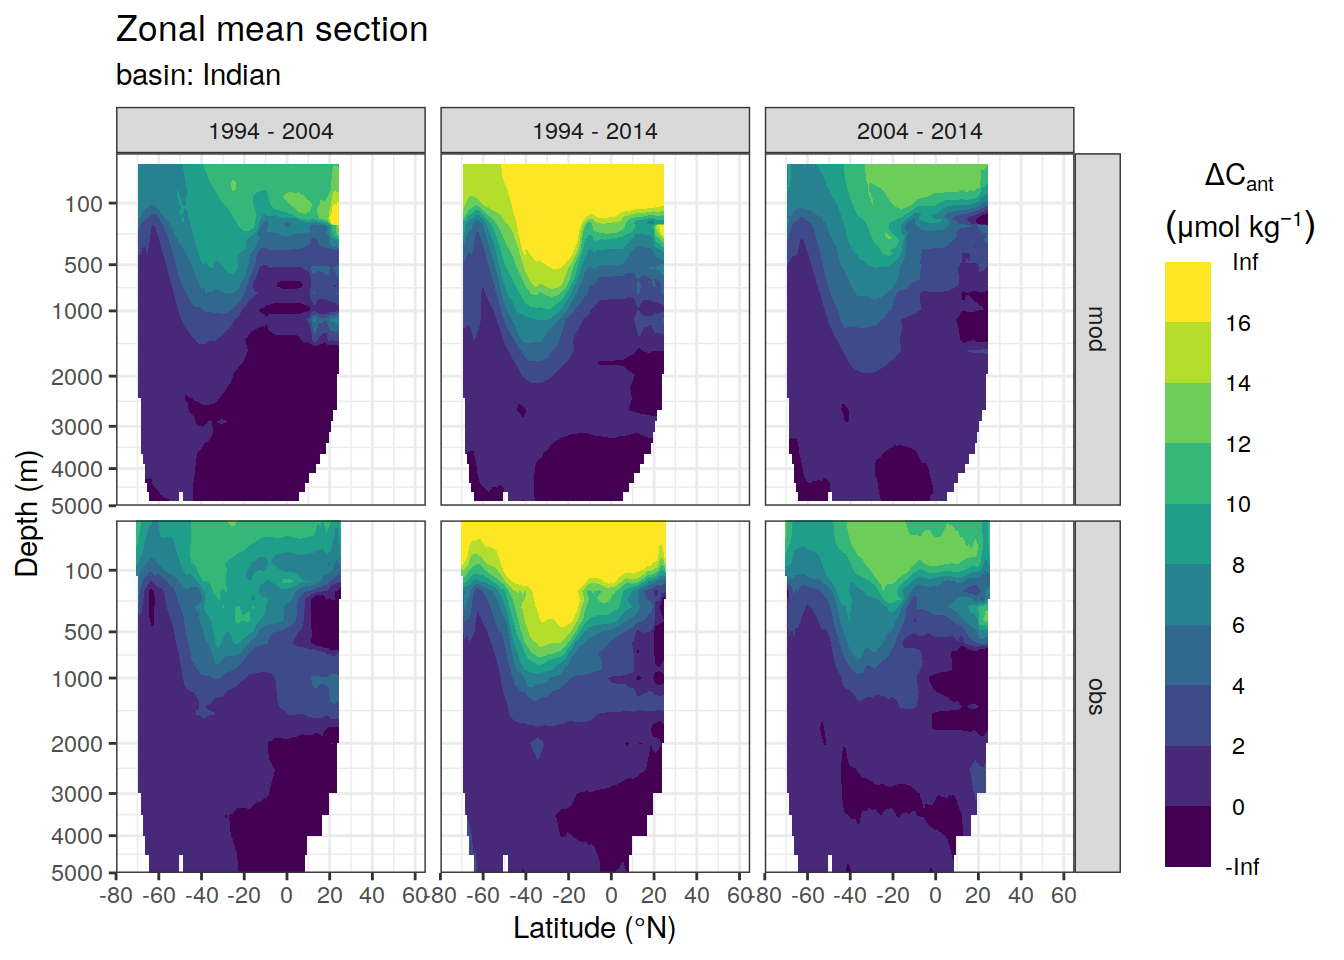 Zonal mean section
basin: Indian
1994 - 2004
1994 - 2014
2004 - 2014
100
500
1000
2000
3000
4000
5000
mod
100
500
1000
2000
3000
4000
5000
obs
-80 -60 -40 -20 0 20 40 60
-80 -60 -40 -20 0 20 40 60
-80 -60 -40 -20 0 20 40 60
Latitude (°N)
Depth (m)
ΔCant
(μmol kg⁻¹)
Inf
16
14
12
10
8
6
4
2
0
-Inf